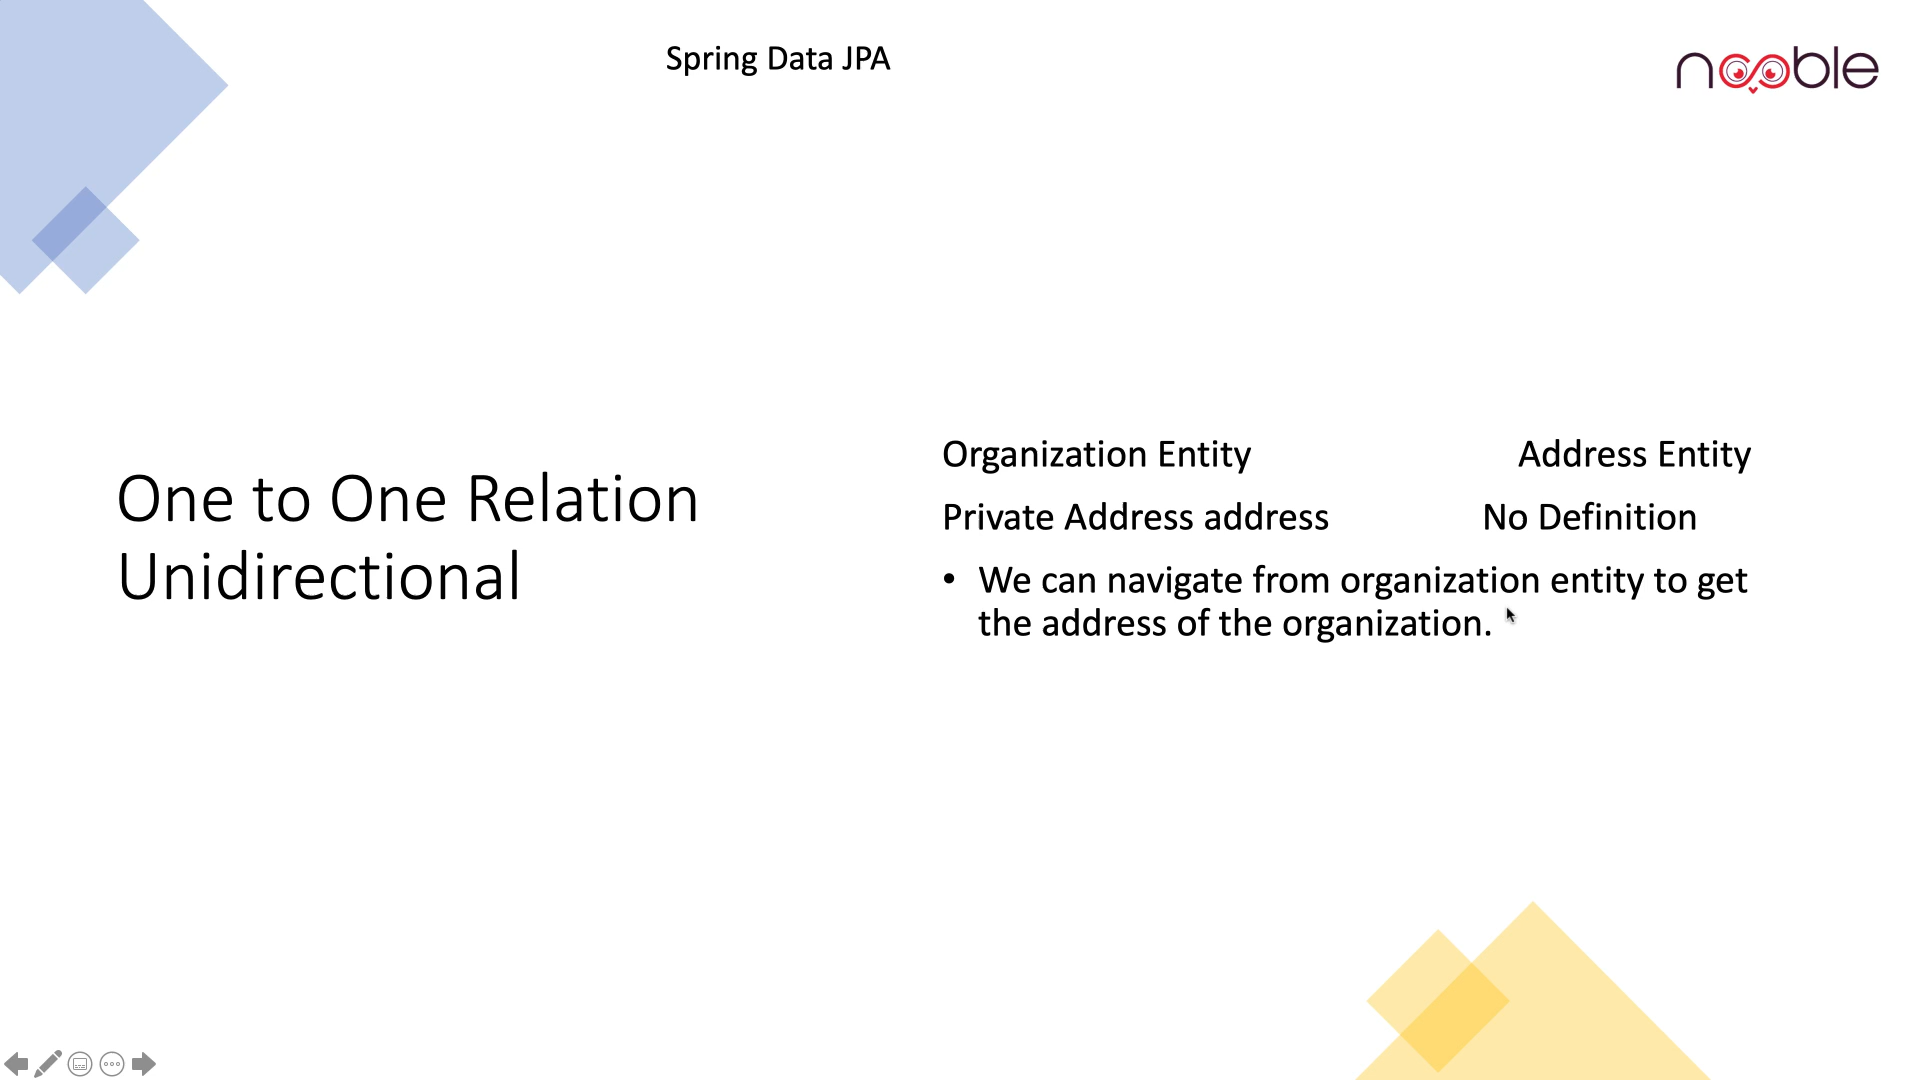 Spring Data JPA
nooble
One to One Relation
Unidirectional
Organization Entity Address Entity
Private Address address No Definition
• We can navigate from organization entity to get
the address of the organization.